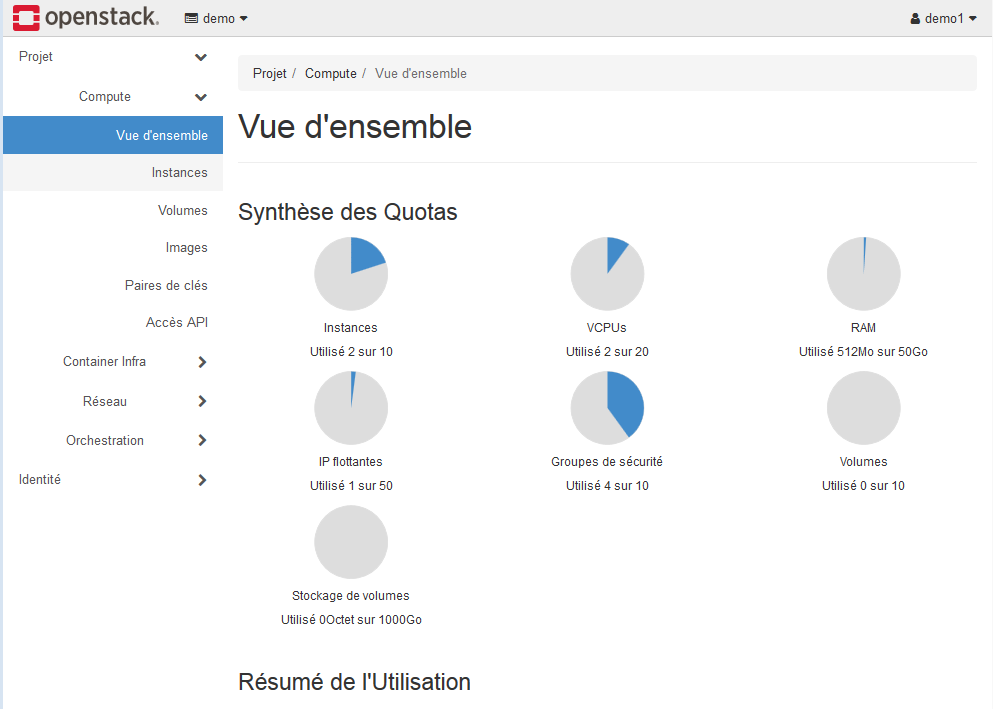 openstack.
demo
demo1
Projet
Compute
Vue d'ensemble
Instances
Volumes
Images
Paires de clés
Accès API
Container Infra
Réseau
Orchestration
Identité
Projet / Compute / Vue d'ensemble
Vue d'ensemble
Synthèse des Quotas
Instances
Utilisé 2 sur 10
VCPUs
Utilisé 2 sur 20
RAM
Utilisé 512Mo sur 50Go
IP flottantes
Utilisé 1 sur 50
Groupes de sécurité
Utilisé 4 sur 10
Volumes
Utilisé 0 sur 10
Stockage de volumes
Utilisé 0Octet sur 1000Go
Résumé de l'Utilisation